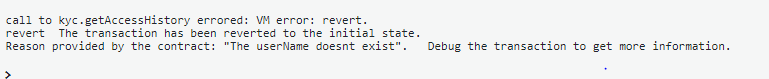 call to kyc.getAccessHistory errored: VM error: revert.
revert  The transaction has been reverted to the initial state.
Reason provided by the contract: "The userName doesnt exist".   Debug the transaction to get more information.
>